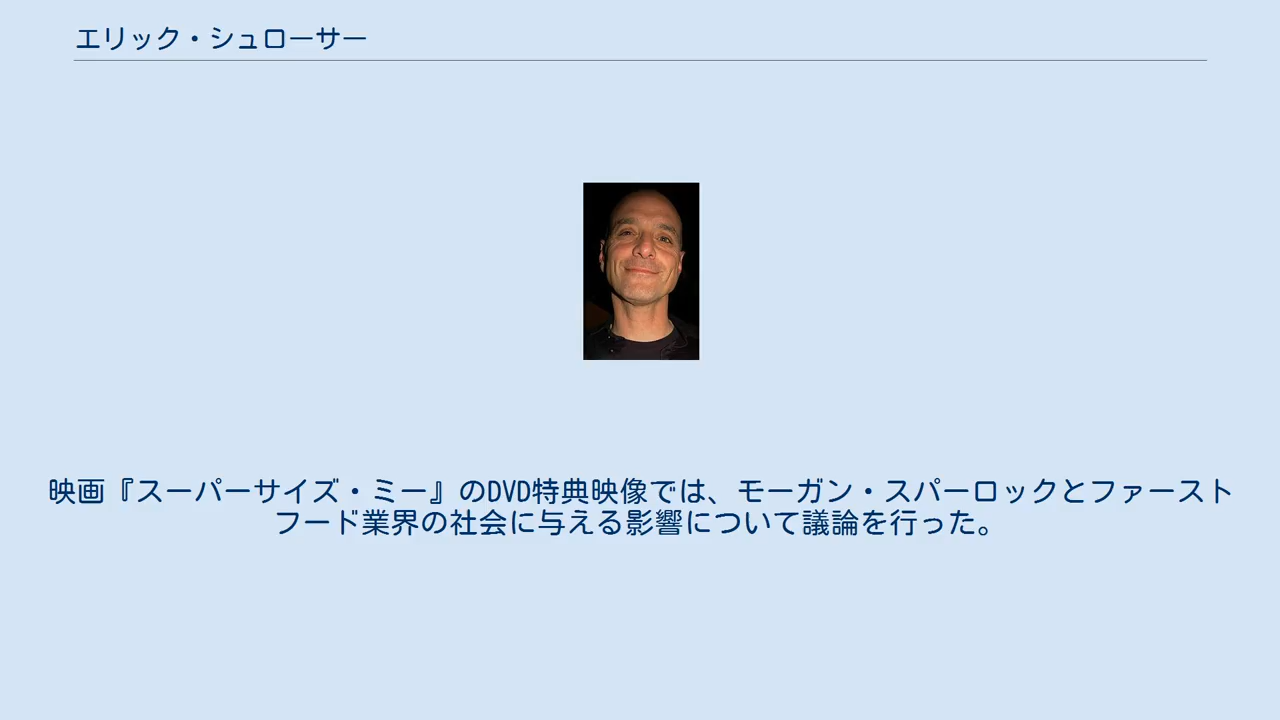 エリック・シュローサー
映画『スーパーサイズ・ミー』のDVD特典映像では、モーガン・スパーロックとファースト
フード業界の社会に与える影響について議論を行った。